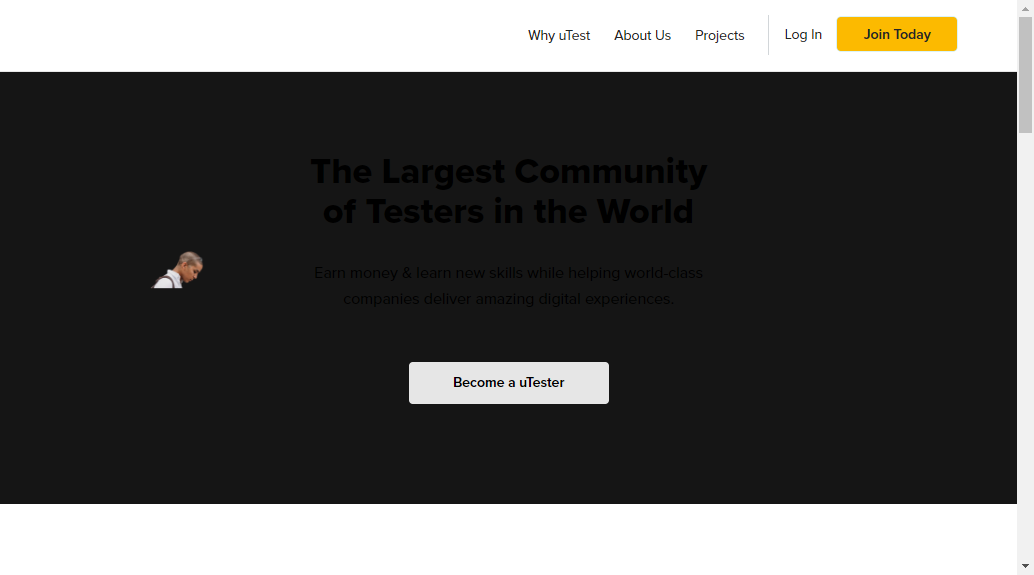 Why uTest About Us Projects Log In Join Today
The Largest Community
of Testers in the World
Earn money & learn new skills while helping world-class
companies deliver amazing digital experiences.
Become a uTester